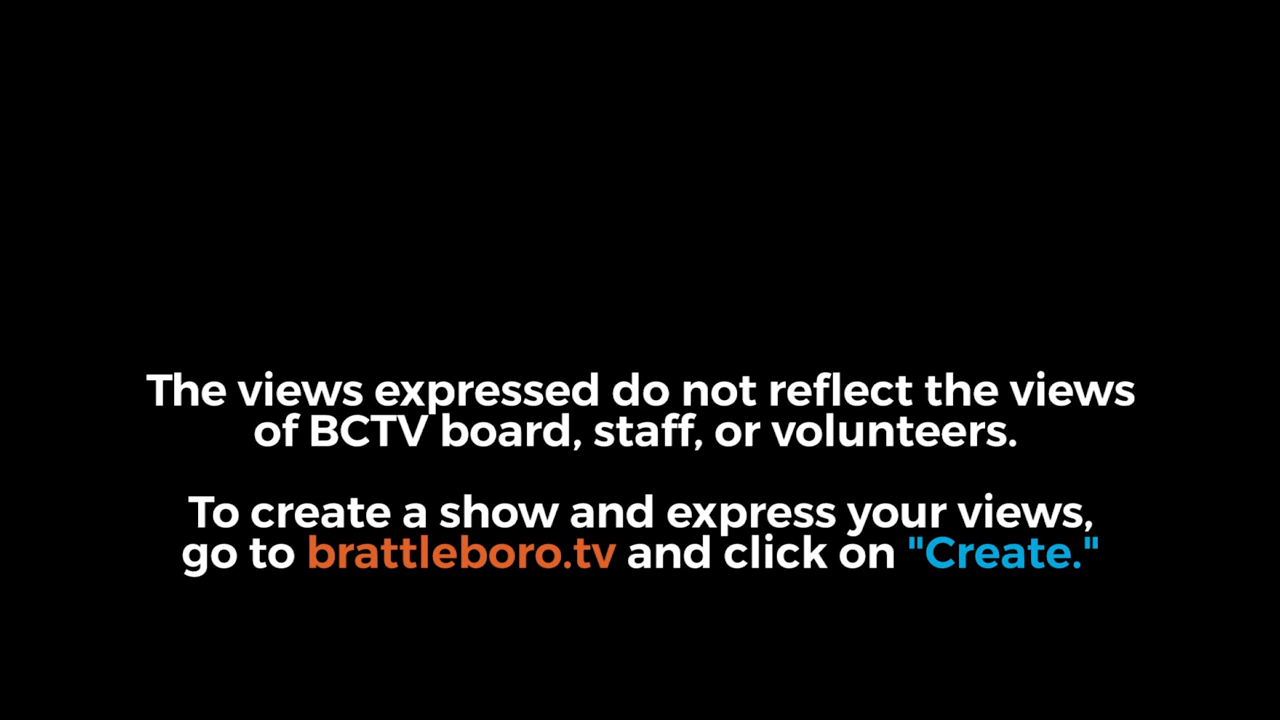 The views expressed do not reflect the views
of BCTV board, staff, or volunteers.
To create a show and express your views,
go to brattleboro.tv and click on "Create."